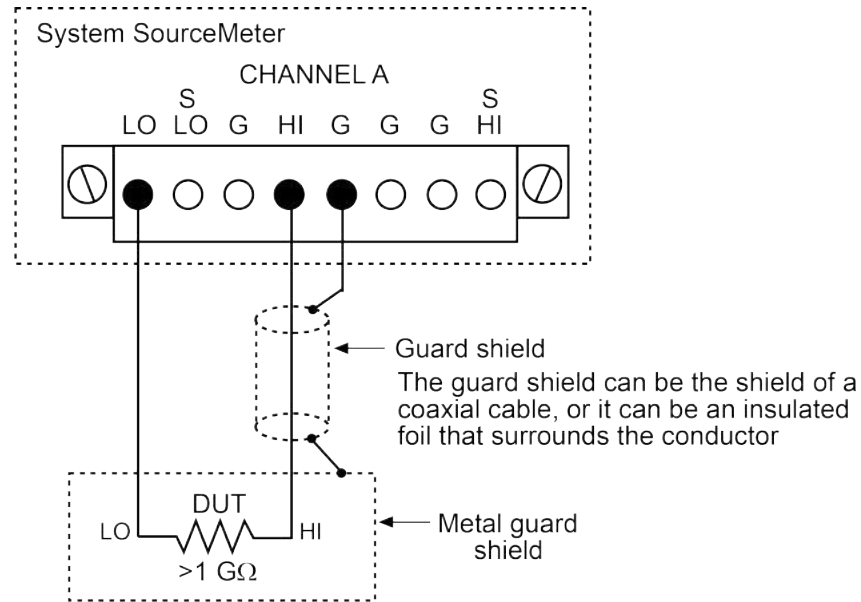 System SourceMeter
CHANNEL A
S S
LO LO G HI G G G HI
Guard shield
The guard shield can be the shield of a
coaxial cable, or it can be an insulated
foil that surrounds the conductor
DUT
LO HI
>1 GΩ
Metal guard
shield